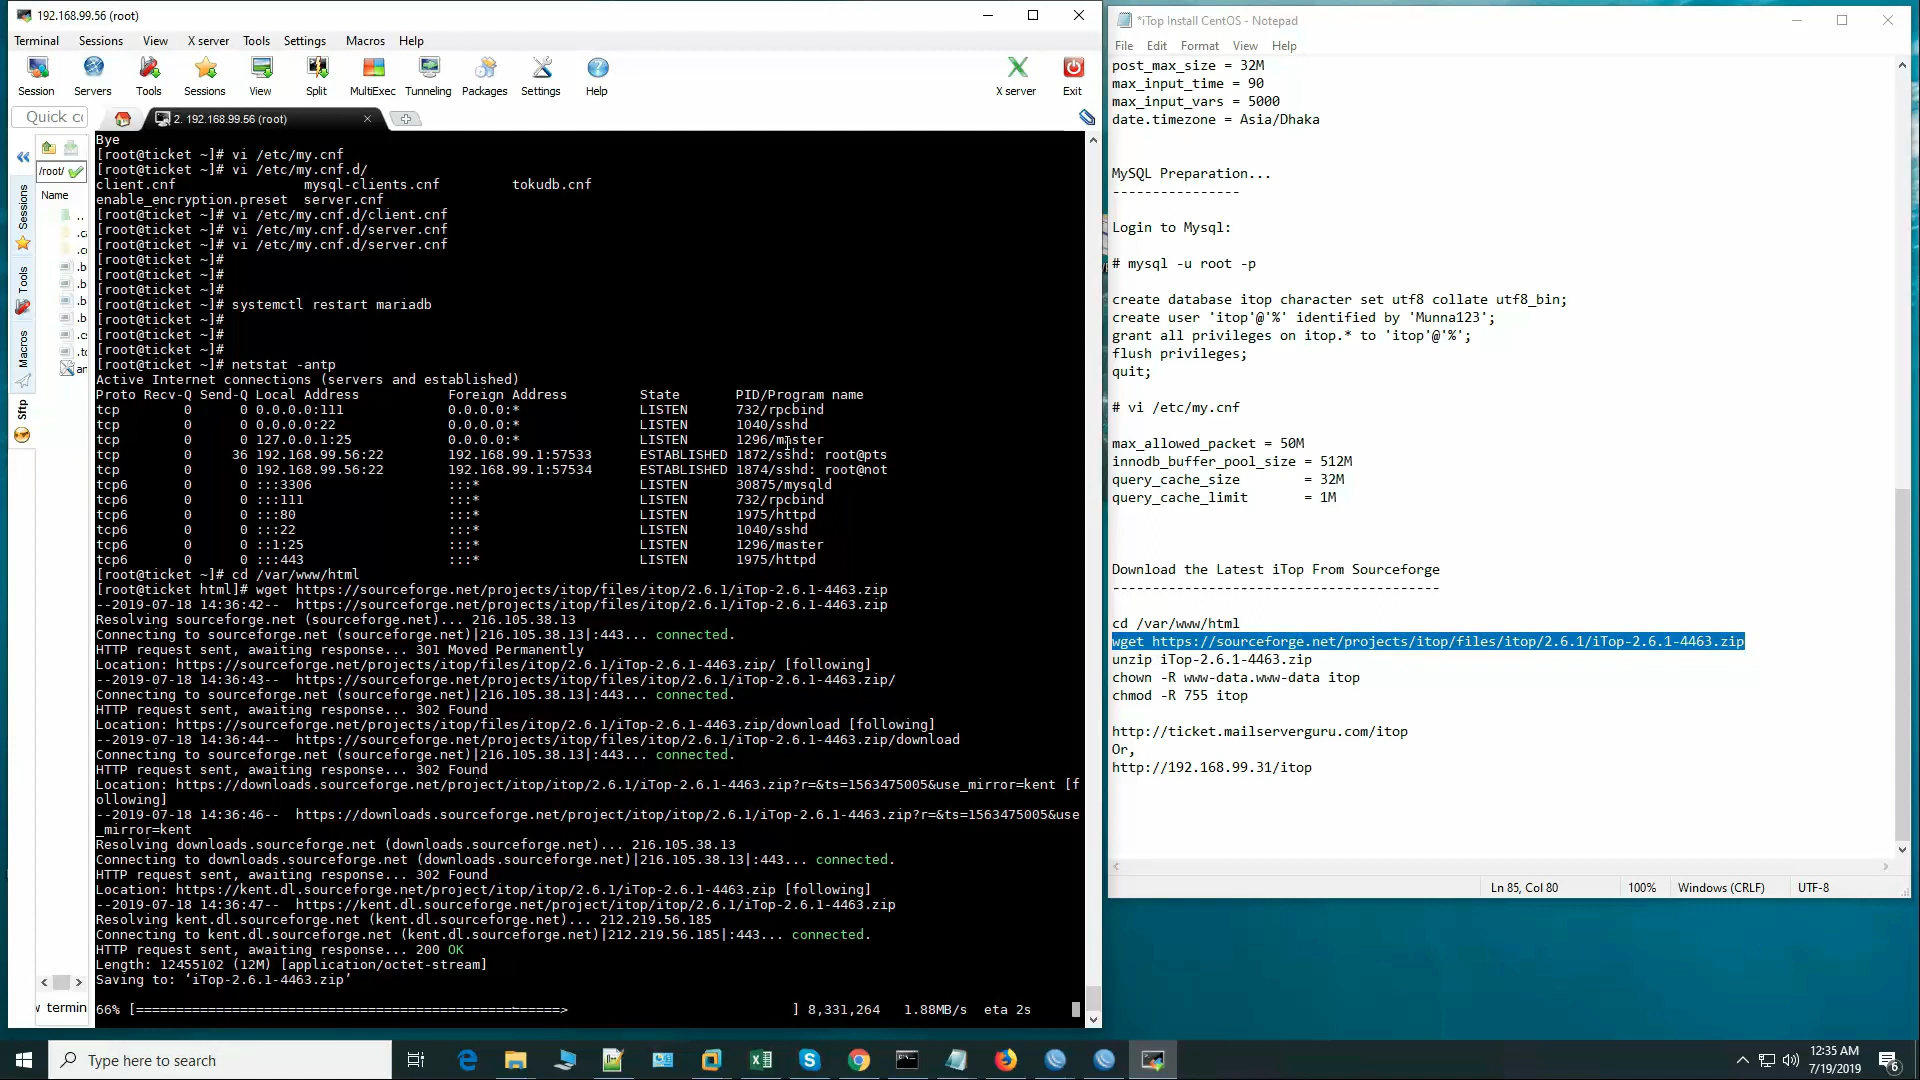 192.168.99.56 (root)
Terminal Sessions View X server Tools Settings Macros Help
Session Servers Tools Sessions View Split MultiExec Tunneling Packages Settings Help X server Exit
2. 192.168.99.56 (root)
/root/
Name
Sessions
Tools
Macros
Sftp
Bye
[root@ticket ~]# vi /etc/my.cnf
[root@ticket ~]# vi /etc/my.cnf.d/
client.cnf mysql-clients.cnf tokudb.cnf
enable_encryption.preset server.cnf
[root@ticket ~]# vi /etc/my.cnf.d/client.cnf
[root@ticket ~]# vi /etc/my.cnf.d/server.cnf
[root@ticket ~]# vi /etc/my.cnf.d/server.cnf
[root@ticket ~]#
[root@ticket ~]#
[root@ticket ~]#
[root@ticket ~]# systemctl restart mariadb
[root@ticket ~]#
[root@ticket ~]#
[root@ticket ~]#
[root@ticket ~]# netstat -antp
Active Internet connections (servers and established)
Proto Recv-Q Send-Q Local Address Foreign Address State PID/Program name
tcp 0 0 0.0.0.0:111 0.0.0.0:* LISTEN 732/rpcbind
tcp 0 0 0.0.0.0:22 0.0.0.0:* LISTEN 1040/sshd
tcp 0 0 127.0.0.1:25 0.0.0.0:* LISTEN 1296/master
tcp 0 36 192.168.99.56:22 192.168.99.1:57533 ESTABLISHED 1872/sshd: root@pts
tcp 0 0 192.168.99.56:22 192.168.99.1:57534 ESTABLISHED 1874/sshd: root@not
tcp6 0 0 :::3306 :::* LISTEN 30875/mysqld
tcp6 0 0 :::111 :::* LISTEN 732/rpcbind
tcp6 0 0 :::80 :::* LISTEN 1975/httpd
tcp6 0 0 :::22 :::* LISTEN 1040/sshd
tcp6 0 0 ::1:25 :::* LISTEN 1296/master
tcp6 0 0 :::443 :::* LISTEN 1975/httpd
[root@ticket ~]# cd /var/www/html
[root@ticket html]# wget https://sourceforge.net/projects/itop/files/itop/2.6.1/iTop-2.6.1-4463.zip
--2019-07-18 14:36:42-- https://sourceforge.net/projects/itop/files/itop/2.6.1/iTop-2.6.1-4463.zip
Resolving sourceforge.net (sourceforge.net)... 216.105.38.13
Connecting to sourceforge.net (sourceforge.net)|216.105.38.13|:443... connected.
HTTP request sent, awaiting response... 301 Moved Permanently
Location: https://sourceforge.net/projects/itop/files/itop/2.6.1/iTop-2.6.1-4463.zip/ [following]
--2019-07-18 14:36:43-- https://sourceforge.net/projects/itop/files/itop/2.6.1/iTop-2.6.1-4463.zip/
Connecting to sourceforge.net (sourceforge.net)|216.105.38.13|:443... connected.
HTTP request sent, awaiting response... 302 Found
Location: https://sourceforge.net/projects/itop/files/itop/2.6.1/iTop-2.6.1-4463.zip/download [following]
--2019-07-18 14:36:44-- https://sourceforge.net/projects/itop/files/itop/2.6.1/iTop-2.6.1-4463.zip/download
Connecting to sourceforge.net (sourceforge.net)|216.105.38.13|:443... connected.
HTTP request sent, awaiting response... 302 Found
Location: https://downloads.sourceforge.net/project/itop/itop/2.6.1/iTop-2.6.1-4463.zip?r=&ts=1563475005&use_mirror=kent [f
ollowing]
--2019-07-18 14:36:46-- https://downloads.sourceforge.net/project/itop/itop/2.6.1/iTop-2.6.1-4463.zip?r=&ts=1563475005&use
_mirror=kent
Resolving downloads.sourceforge.net (downloads.sourceforge.net)... 216.105.38.13
Connecting to downloads.sourceforge.net (downloads.sourceforge.net)|216.105.38.13|:443... connected.
HTTP request sent, awaiting response... 302 Found
Location: https://kent.dl.sourceforge.net/project/itop/itop/2.6.1/iTop-2.6.1-4463.zip [following]
--2019-07-18 14:36:47-- https://kent.dl.sourceforge.net/project/itop/itop/2.6.1/iTop-2.6.1-4463.zip
Resolving kent.dl.sourceforge.net (kent.dl.sourceforge.net)... 212.219.56.185
Connecting to kent.dl.sourceforge.net (kent.dl.sourceforge.net)|212.219.56.185|:443... connected.
HTTP request sent, awaiting response... 200 OK
Length: 12455102 (12M) [application/octet-stream]
Saving to: ‘iTop-2.6.1-4463.zip’
66% [======================================================> ] 8,331,264 1.88MB/s eta 2s
*iTop Install CentOS - Notepad
File Edit Format View Help
post_max_size = 32M
max_input_time = 90
max_input_vars = 5000
date.timezone = Asia/Dhaka
MySQL Preparation...
----------------
Login to Mysql:
# mysql -u root -p
create database itop character set utf8 collate utf8_bin;
create user 'itop'@'%' identified by 'Munna123';
grant all privileges on itop.* to 'itop'@'%';
flush privileges;
quit;
# vi /etc/my.cnf
max_allowed_packet = 50M
innodb_buffer_pool_size = 512M
query_cache_size = 32M
query_cache_limit = 1M
Download the Latest iTop From Sourceforge
-----------------------------------------
cd /var/www/html
wget https://sourceforge.net/projects/itop/files/itop/2.6.1/iTop-2.6.1-4463.zip
unzip iTop-2.6.1-4463.zip
chown -R www-data.www-data itop
chmod -R 755 itop
http://ticket.mailserverguru.com/itop
Or,
http://192.168.99.31/itop
Ln 85, Col 80 100% Windows (CRLF) UTF-8
Type here to search
12:35 AM
7/19/2019
6